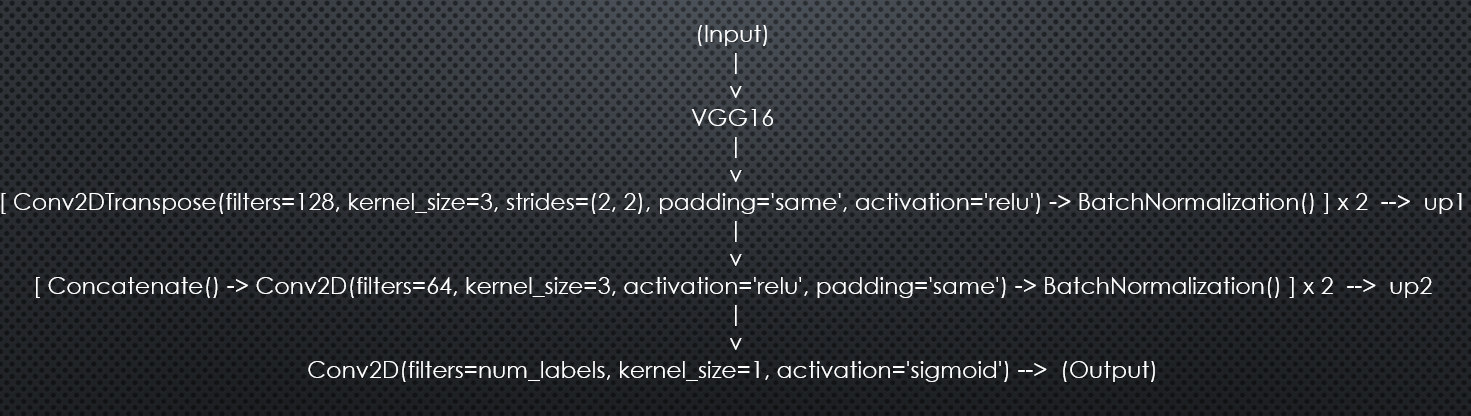 (Input)
|
v
VGG16
|
v
[ Conv2DTranspose(filters=128, kernel_size=3, strides=(2, 2), padding='same', activation='relu') -> BatchNormalization() ] x 2 --> up1
|
v
[ Concatenate() -> Conv2D(filters=64, kernel_size=3, activation='relu', padding='same') -> BatchNormalization() ] x 2 --> up2
|
v
Conv2D(filters=num_labels, kernel_size=1, activation='sigmoid') --> (Output)